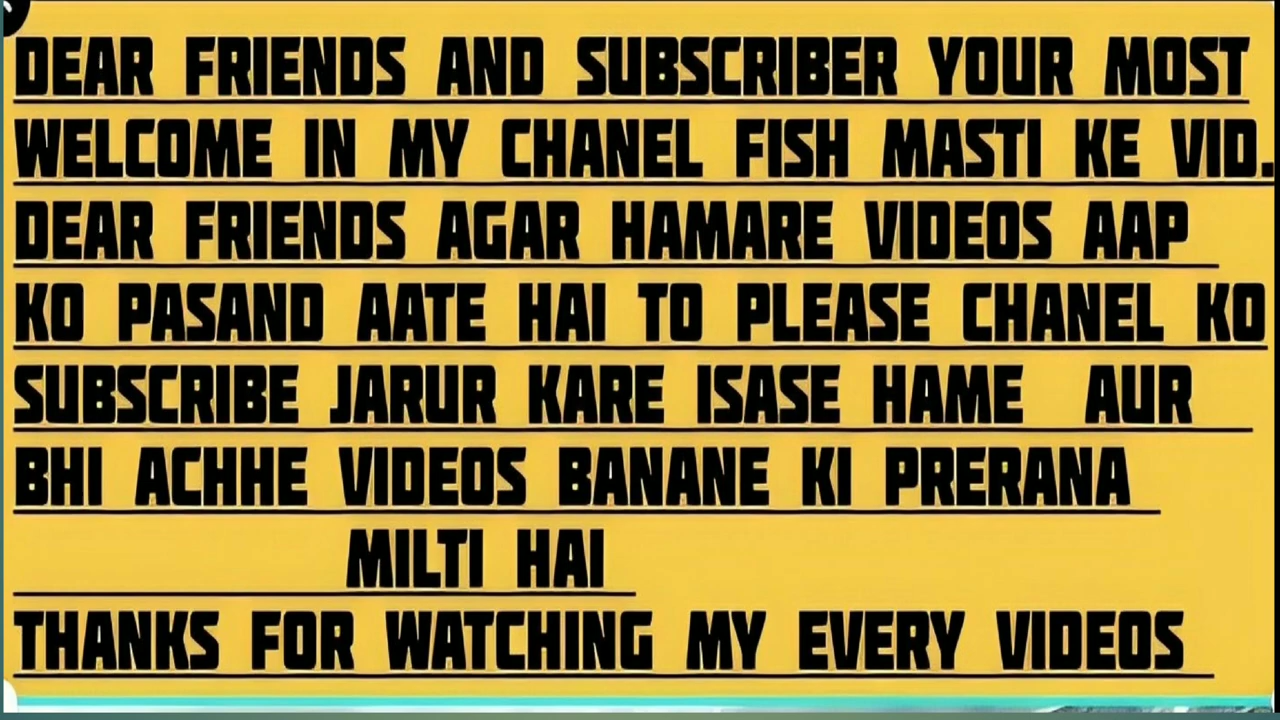 DEAR FRIENDS AND SUBSCRIBER YOUR MOST
WELCOME IN MY CHANEL FISH MASTI KE VID.
DEAR FRIENDS AGAR HAMARE VIDEOS AAP
KO PASAND AATE HAI TO PLEASE CHANEL KO
SUBSCRIBE JARUR KARE ISASE HAME AUR
BHI ACHHE VIDEOS BANANE KI PRERANA
MILTI HAI
THANKS FOR WATCHING MY EVERY VIDEOS